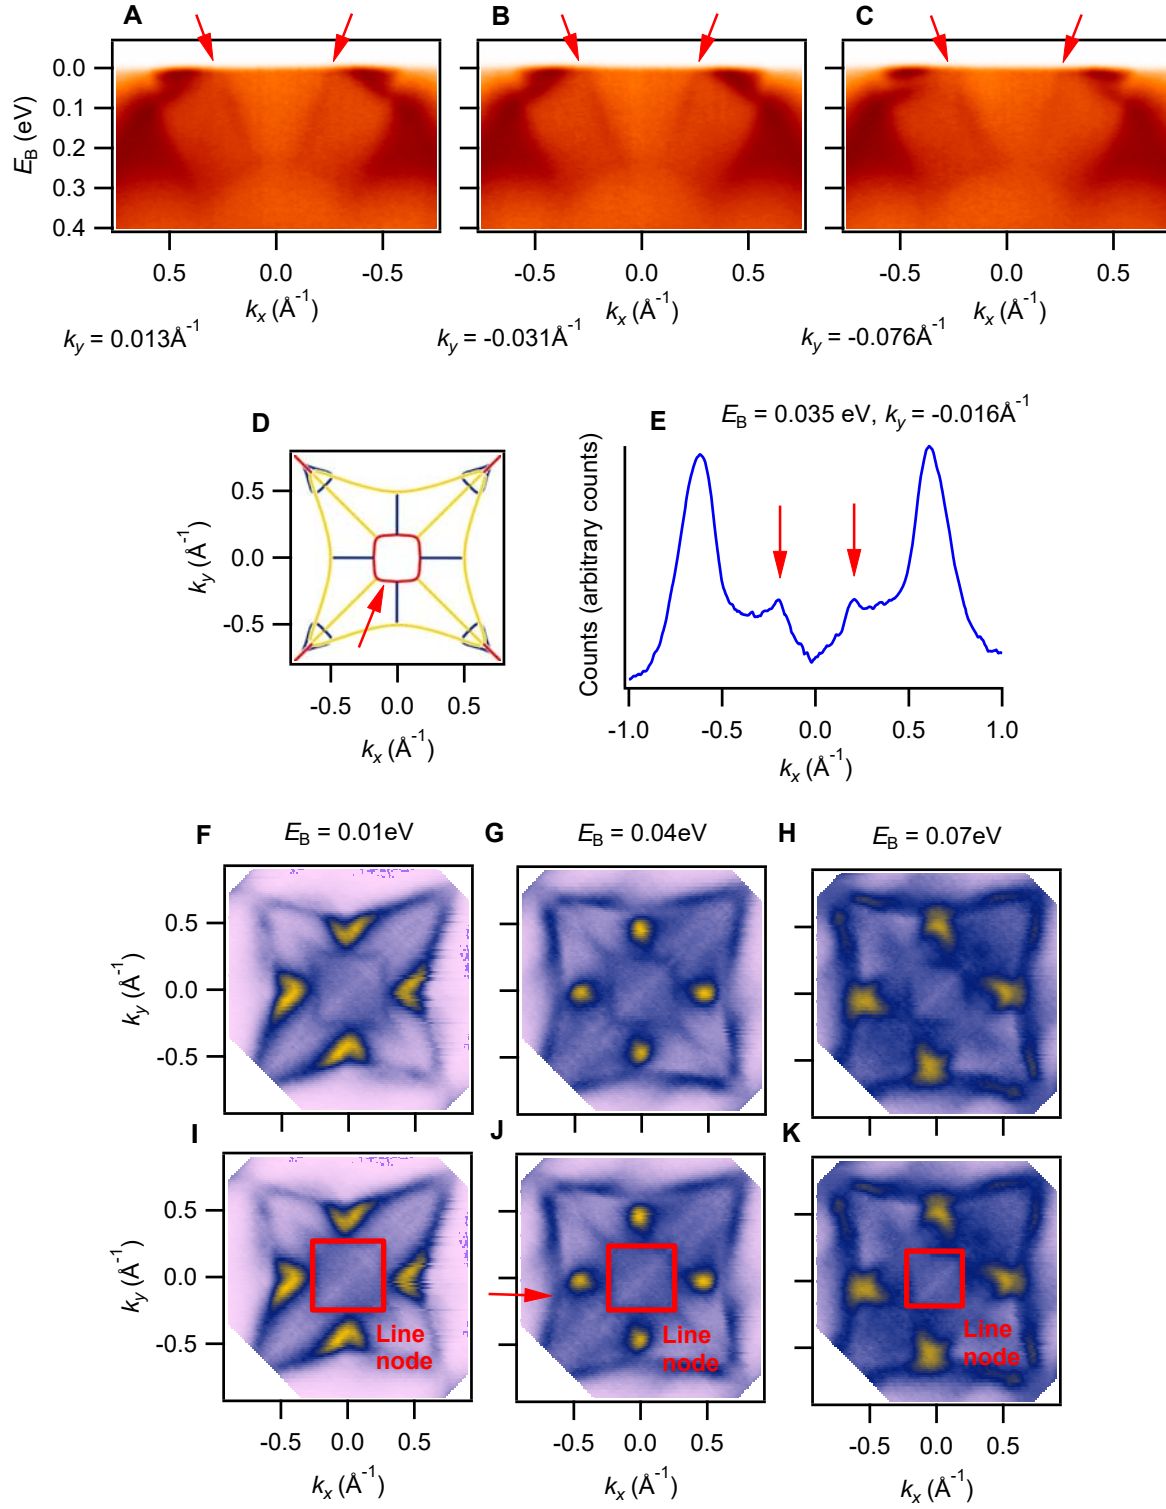 A
B
C
0.0
0.1
0.2
0.3
0.4
E_B (eV)
0.5 0.0 -0.5
-0.5 0.0 0.5
-0.5 0.0 0.5
k_x (Å⁻¹)
k_x (Å⁻¹)
k_x (Å⁻¹)
k_y = 0.013Å⁻¹
k_y = -0.031Å⁻¹
k_y = -0.076Å⁻¹
D
0.5
0.0
-0.5
k_y (Å⁻¹)
-0.5 0.0 0.5
k_x (Å⁻¹)
E
E_B = 0.035 eV, k_y = -0.016Å⁻¹
Counts (arbitrary counts)
-1.0 -0.5 0.0 0.5 1.0
k_x (Å⁻¹)
F
E_B = 0.01eV
G
E_B = 0.04eV
H
E_B = 0.07eV
0.5
0.0
-0.5
k_y (Å⁻¹)
I
J
K
0.5
0.0
-0.5
k_y (Å⁻¹)
Line
node
Line
node
Line
node
-0.5 0.0 0.5
-0.5 0.0 0.5
-0.5 0.0 0.5
k_x (Å⁻¹)
k_x (Å⁻¹)
k_x (Å⁻¹)